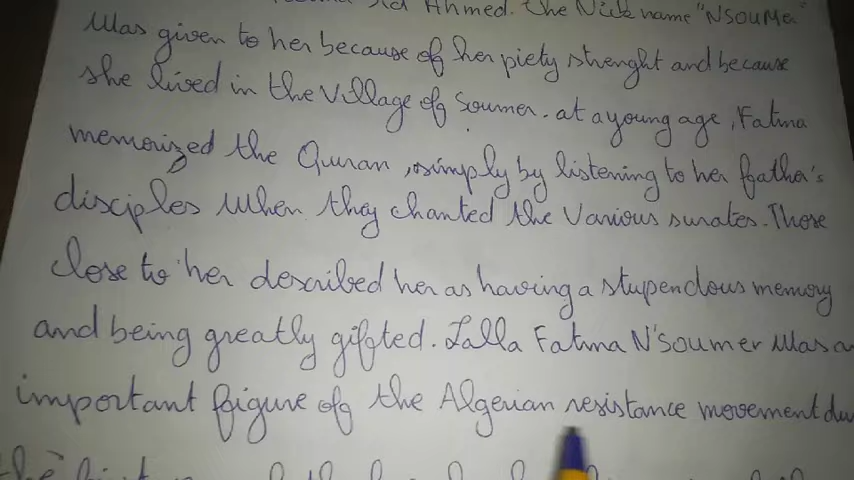 Ahmed. the Nick name "NSOUMER"
Was given to her because of her piety strenght and because
she lived in the village of soumer. at a young age, Fatma
memorized the Quran, simply by listening to her father's
disciples When they chanted the various surates. Those
close to her described her as having a stupendous memory
and being greatly gifted. Lalla Fatma N'soumer Was a
important figure of the Algerian resistance movement du
the